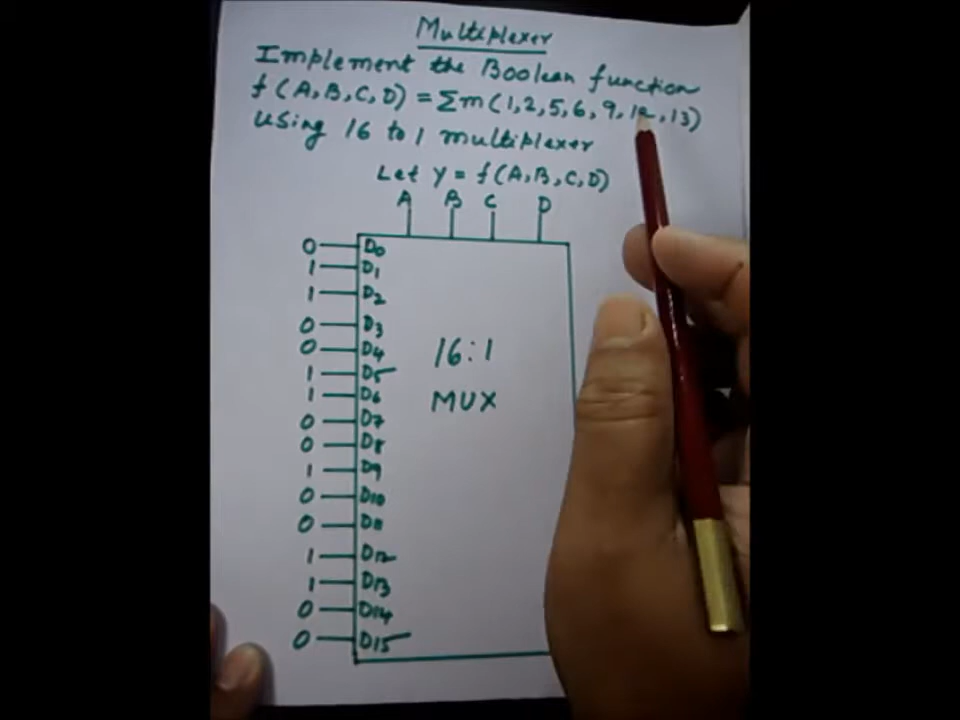 Multiplexer
Implement the Boolean function
f(A,B,C,D) = Σm(1,2,5,6,9,12,13)
using 16 to 1 multiplexer
Let Y = f(A,B,C,D)
A B C D
0 D0
1 D1
1 D2
0 D3
0 D4
1 D5
1 D6
0 D7
0 D8
1 D9
0 D10
0 D11
1 D12
1 D13
0 D14
0 D15
16:1
MUX